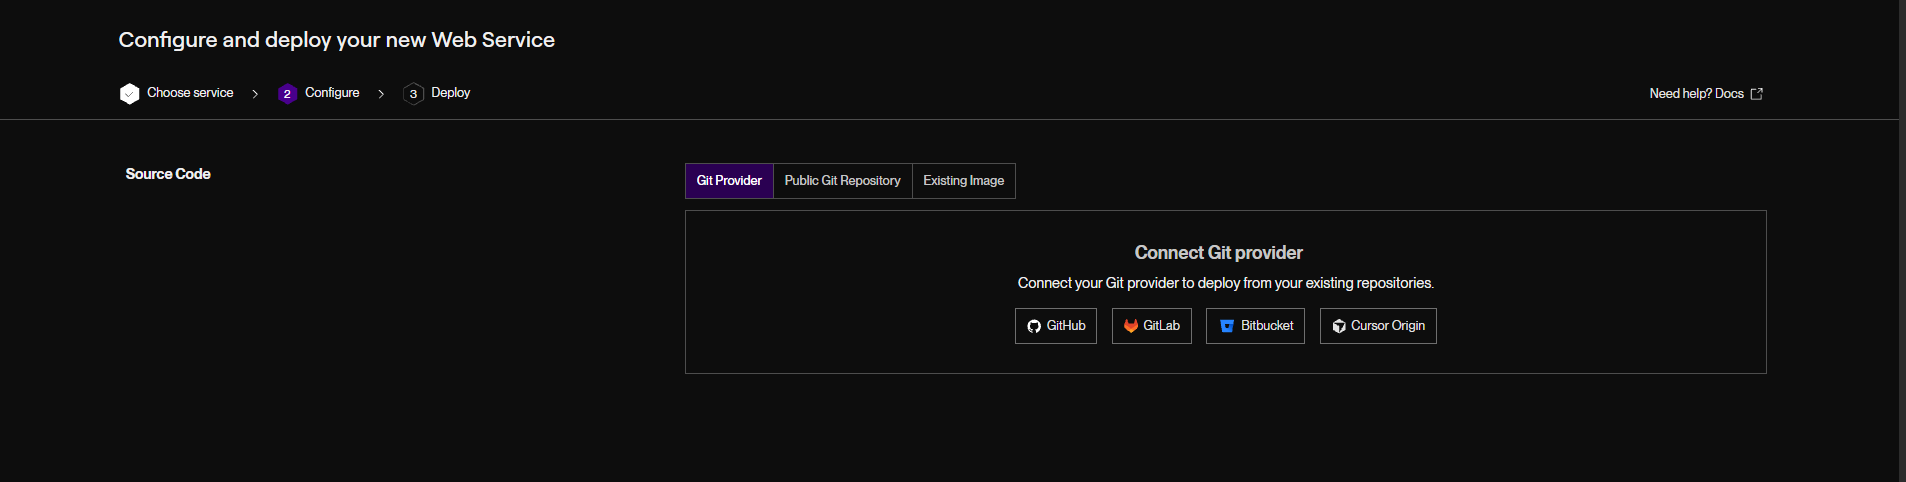 Configure and deploy your new Web Service
Choose service
2 Configure
3 Deploy
Need help? Docs
Source Code
Git Provider
Public Git Repository
Existing Image
Connect Git provider
Connect your Git provider to deploy from your existing repositories.
GitHub
GitLab
Bitbucket
Cursor Origin